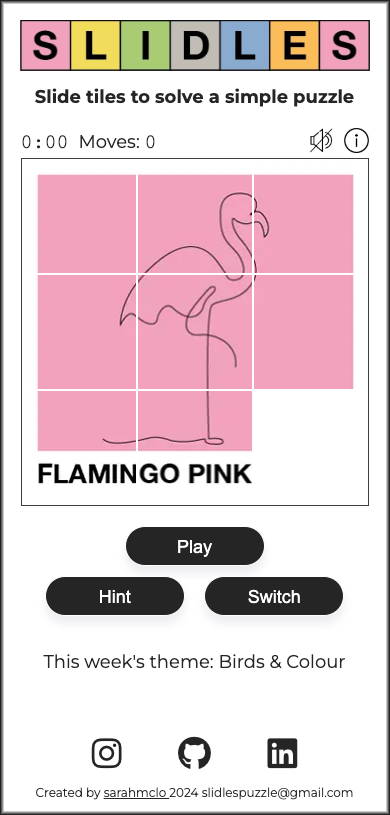 SLIDLES
Slide tiles to solve a simple puzzle
0:00 Moves: 0
FLAMINGO PINK
Play
Hint Switch
This week's theme: Birds & Colour
Created by sarahmclo 2024 slidlespuzzle@gmail.com